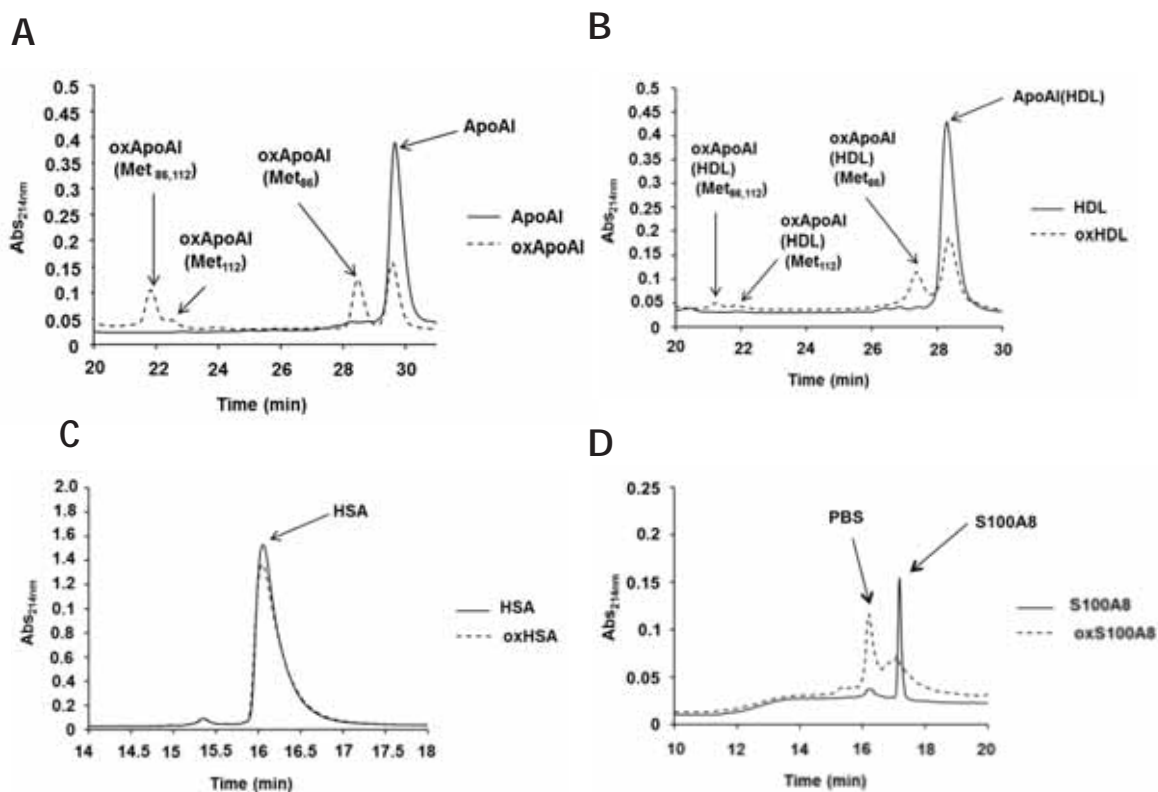 A
0.5
0.45
0.4
0.35
0.3
0.25
0.2
0.15
0.1
0.05
0
Abs214nm
oxApoAI
(Met 86,112)
oxApoAI
(Met112)
oxApoAI
(Met86)
ApoAI
ApoAI
oxApoAI
20 22 24 26 28 30
Time (min)
B
0.5
0.45
0.4
0.35
0.3
0.25
0.2
0.15
0.1
0.05
0
Abs214nm
oxApoAI
(HDL)
(Met86,112)
oxApoAI
(HDL)
(Met112)
oxApoAI
(HDL)
(Met86)
ApoAI(HDL)
HDL
oxHDL
20 22 24 26 28 30
Time (min)
C
2.0
1.8
1.6
1.4
1.2
0.1
0.8
0.6
0.4
0.2
0
Abs214nm
HSA
HSA
oxHSA
14 14.5 15 15.5 16 16.5 17 17.5 18
Time (min)
D
0.25
0.2
0.15
0.1
0.05
0
Abs214nm
PBS
S100A8
S100A8
oxS100A8
10 12 14 16 18 20
Time (min)